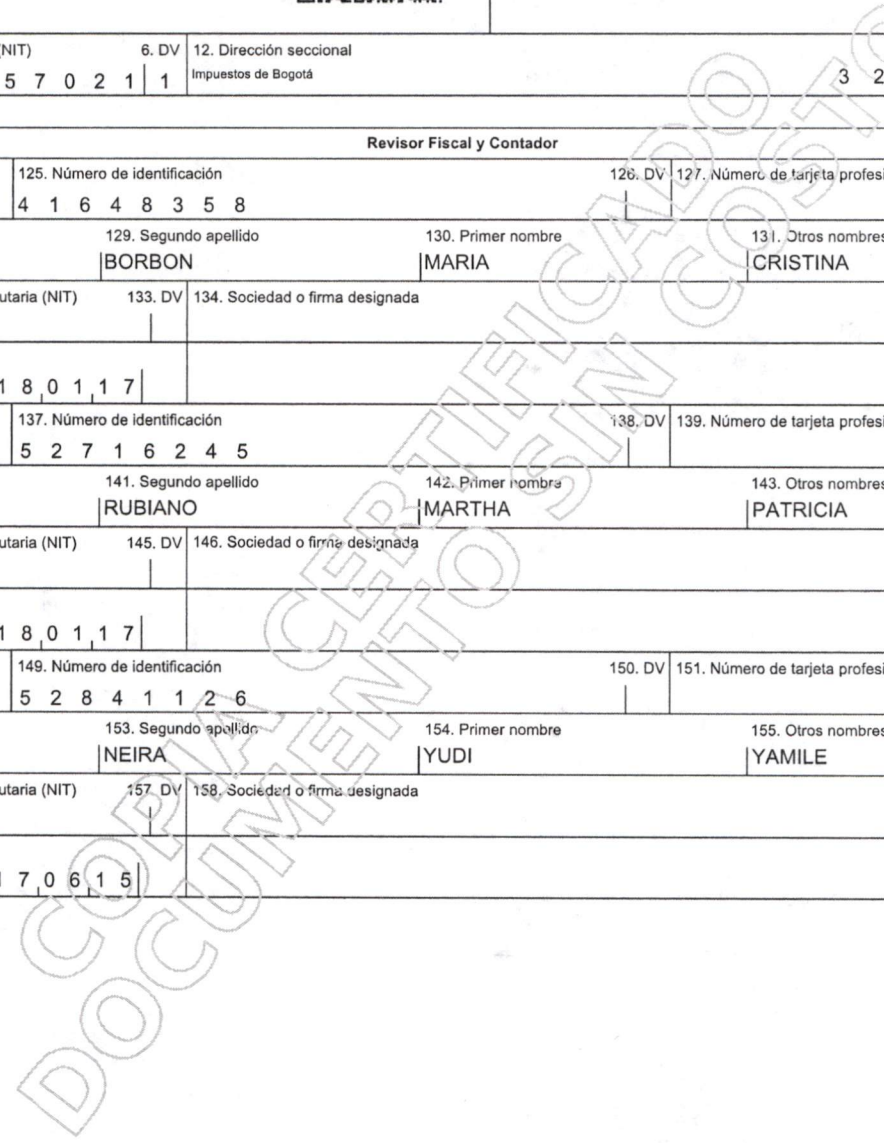 (NIT) 6. DV 12. Dirección seccional
5 7 0 2 1 1 Impuestos de Bogotá 3 2
Revisor Fiscal y Contador
125. Número de identificación 126. DV 127. Número de tarjeta profesi
4 1 6 4 8 3 5 8
129. Segundo apellido 130. Primer nombre 131. Otros nombres
BORBON MARIA CRISTINA
utaria (NIT) 133. DV 134. Sociedad o firma designada
1 8 0 1 1 7
137. Número de identificación 138. DV 139. Número de tarjeta profesi
5 2 7 1 6 2 4 5
141. Segundo apellido 142. Primer nombre 143. Otros nombres
RUBIANO MARTHA PATRICIA
utaria (NIT) 145. DV 146. Sociedad o firma designada
1 8 0 1 1 7
149. Número de identificación 150. DV 151. Número de tarjeta profesi
5 2 8 4 1 1 2 6
153. Segundo apellido 154. Primer nombre 155. Otros nombres
NEIRA YUDI YAMILE
utaria (NIT) 157. DV 158. Sociedad o firma designada
1 7 0 6 1 5
COPIA CERTIFICADO
DOCUMENTO SIN COSTO